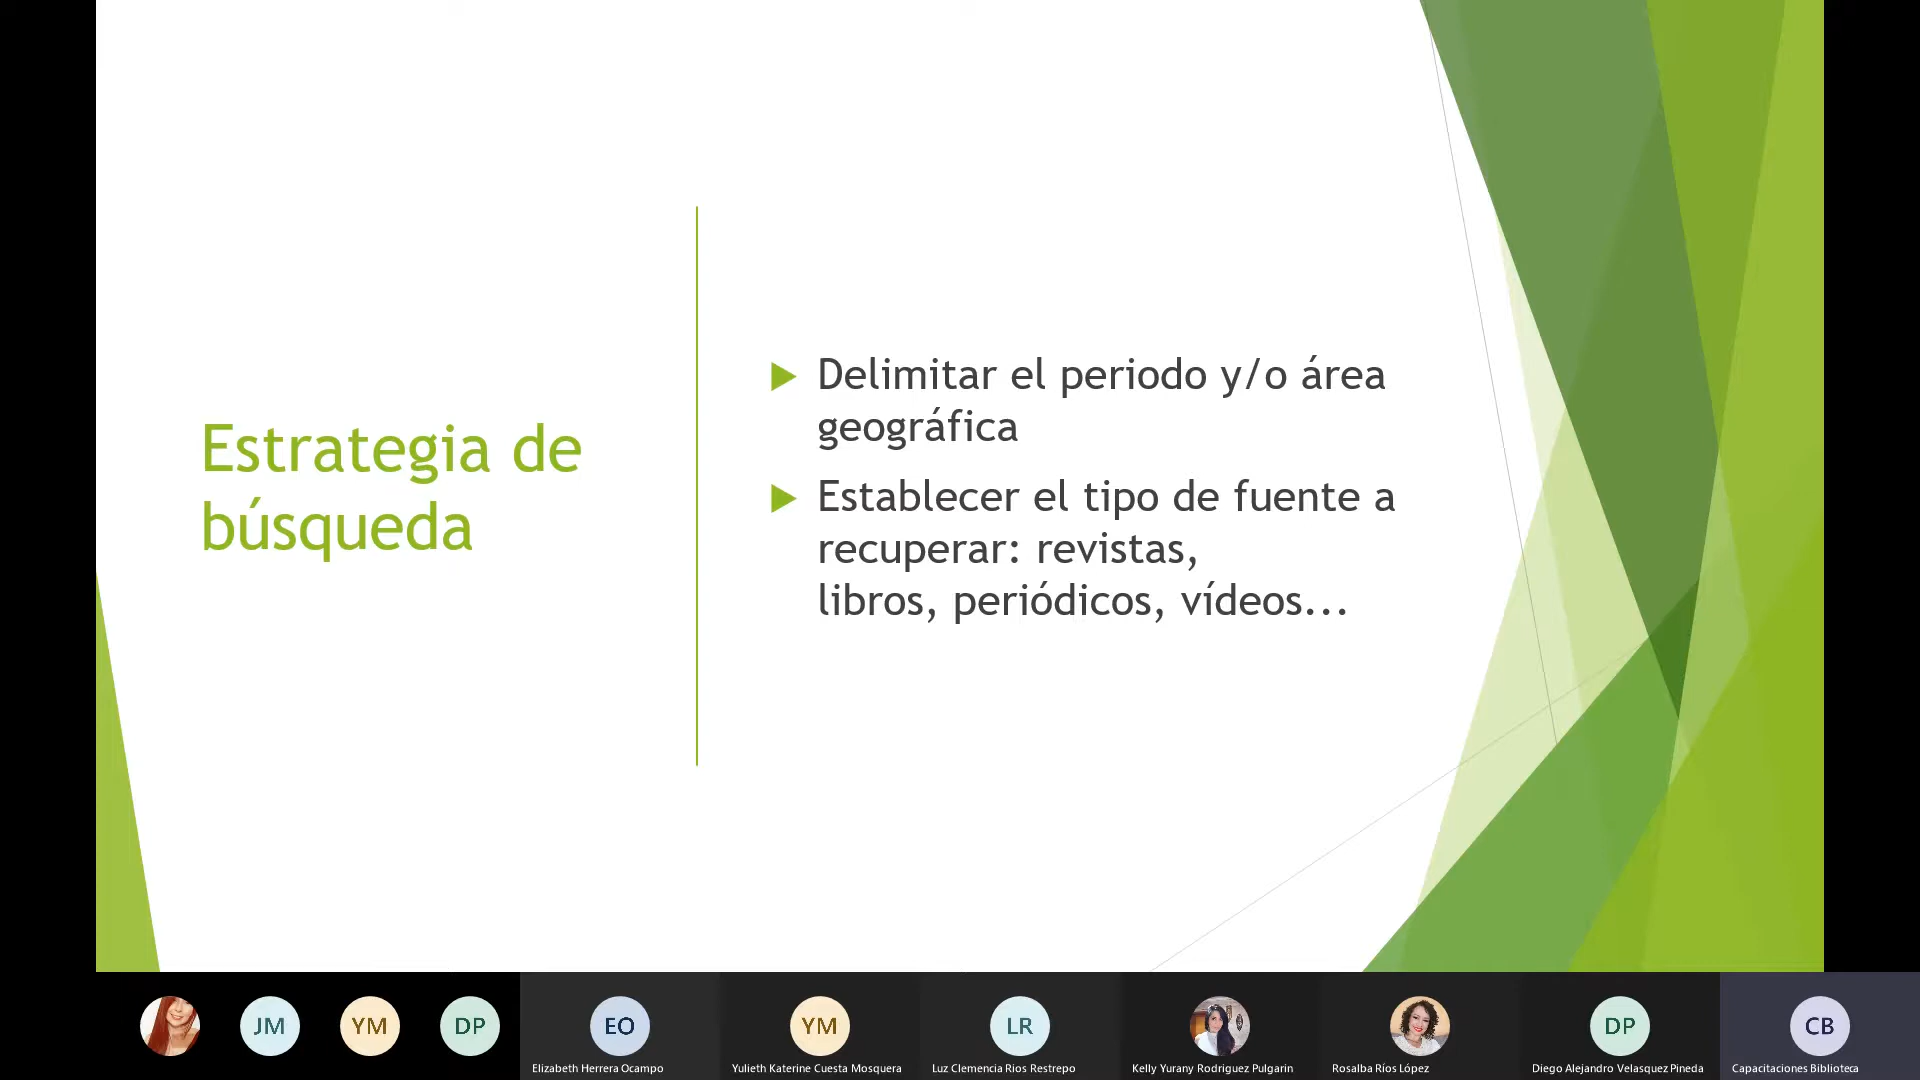 Estrategia de
búsqueda
Delimitar el periodo y/o área
geográfica
Establecer el tipo de fuente a
recuperar: revistas,
libros, periódicos, vídeos...
JM
YM
DP
EO
YM
LR
DP
CB
Elizabeth Herrera Ocampo
Yulieth Katerine Cuesta Mosquera
Luz Clemencia Rios Restrepo
Kelly Yurany Rodriguez Pulgarin
Rosalba Ríos López
Diego Alejandro Velasquez Pineda
Capacitaciones Biblioteca